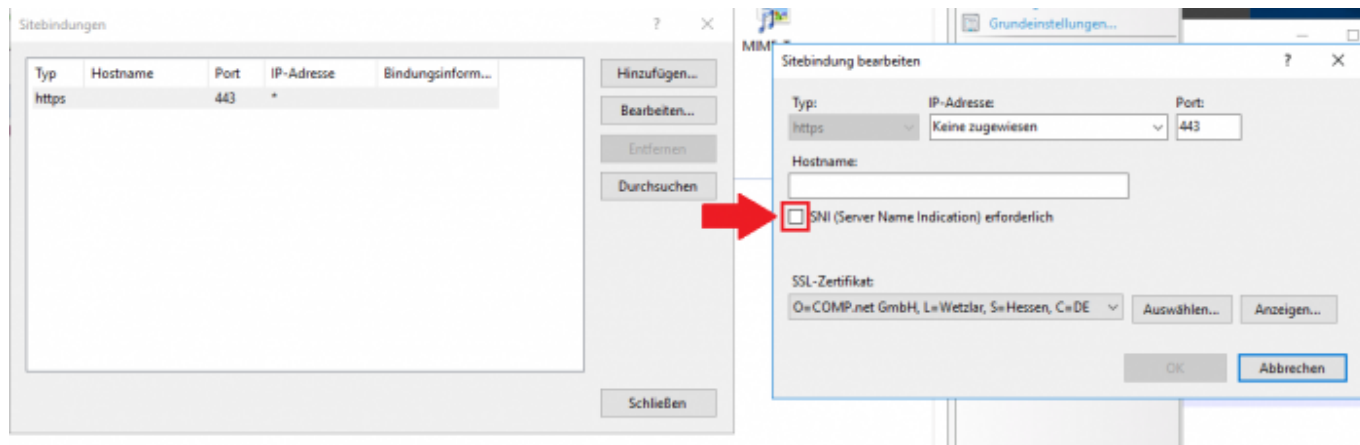 Sitebindungen
Typ Hostname Port IP-Adresse Bindungsinform...
https 443 *
Hinzufügen...
Bearbeiten...
Entfernen
Durchsuchen
Schließen
Grundeinstellungen...
Sitebindung bearbeiten
Typ: IP-Adresse: Port:
https Keine zugewiesen 443
Hostname:
SNI (Server Name Indication) erforderlich
SSL-Zertifikat:
O=COMP.net GmbH, L=Wetzlar, S=Hessen, C=DE Auswählen... Anzeigen...
OK Abbrechen